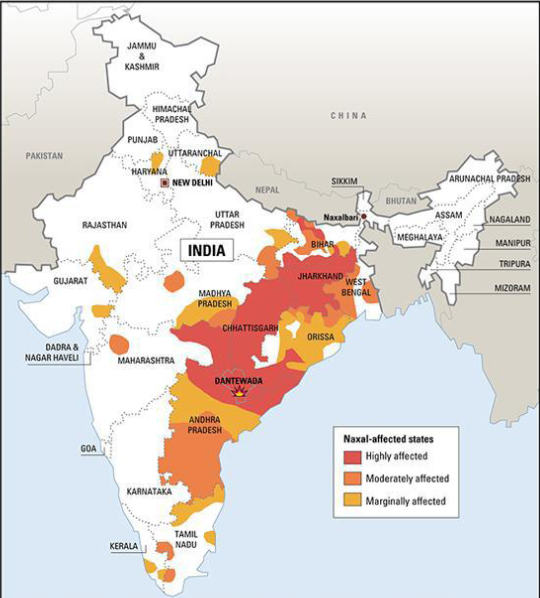 JAMMU
&
KASHMIR
HIMACHAL
PRADESH
CHINA
PUNJAB
UTTARANCHAL
PAKISTAN
HARYANA
NEW DELHI
NEPAL
SIKKIM
BHUTAN
ARUNACHAL PRADESH
Naxalbari
ASSAM
NAGALAND
RAJASTHAN
UTTAR
PRADESH
MEGHALAYA
MANIPUR
INDIA
BIHAR
TRIPURA
GUJARAT
JHARKHAND
WEST
BENGAL
MIZORAM
MADHYA
PRADESH
CHHATTISGARH
ORISSA
DADRA &
NAGAR HAVELI
MAHARASHTRA
DANTEWADA
ANDHRA
PRADESH
GOA
KARNATAKA
Naxal-affected states
Highly affected
Moderately affected
Marginally affected
TAMIL
NADU
KERALA